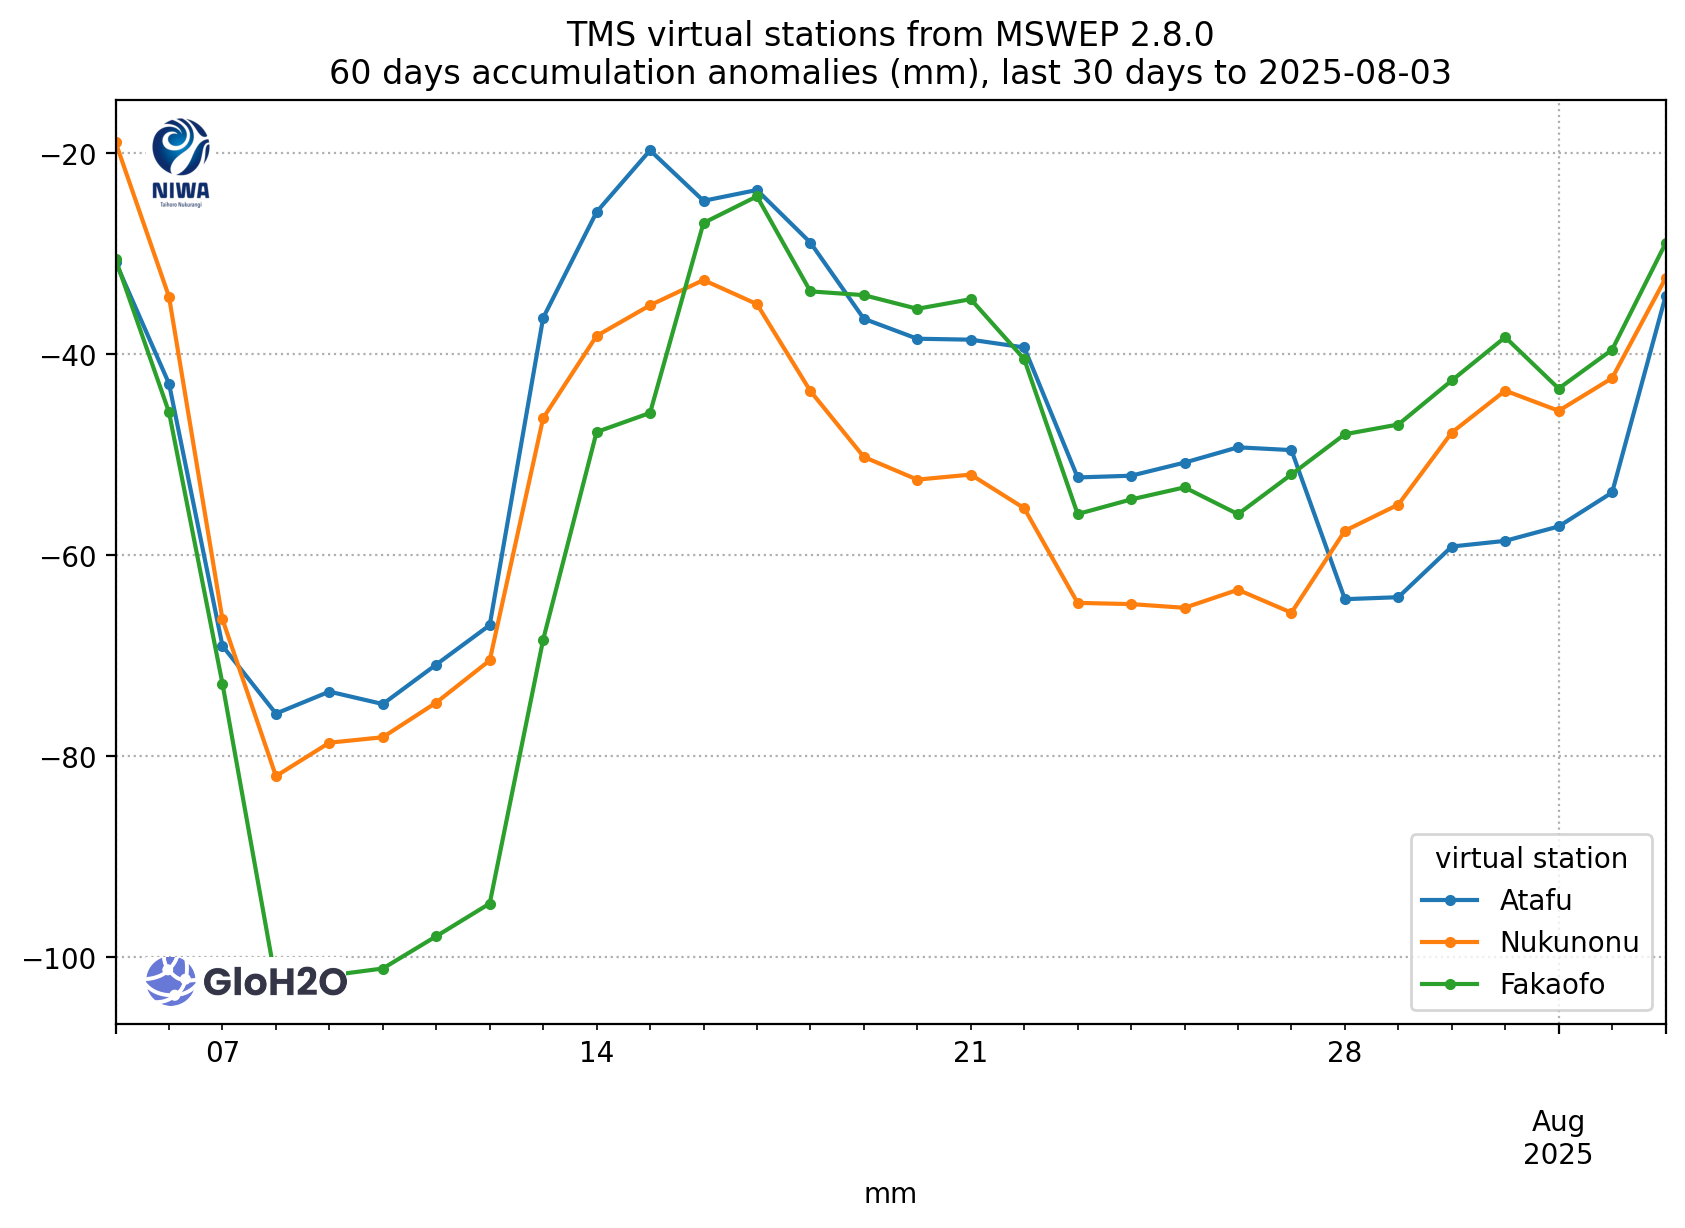 TMS virtual stations from MSWEP 2.8.0
60 days accumulation anomalies (mm), last 30 days to 2025-08-03
NIWA
Taihoro Nukurangi
−20
−40
−60
−80
−100
GloH2O
virtual station
Atafu
Nukunonu
Fakaofo
07 14 21 28
Aug
2025
mm